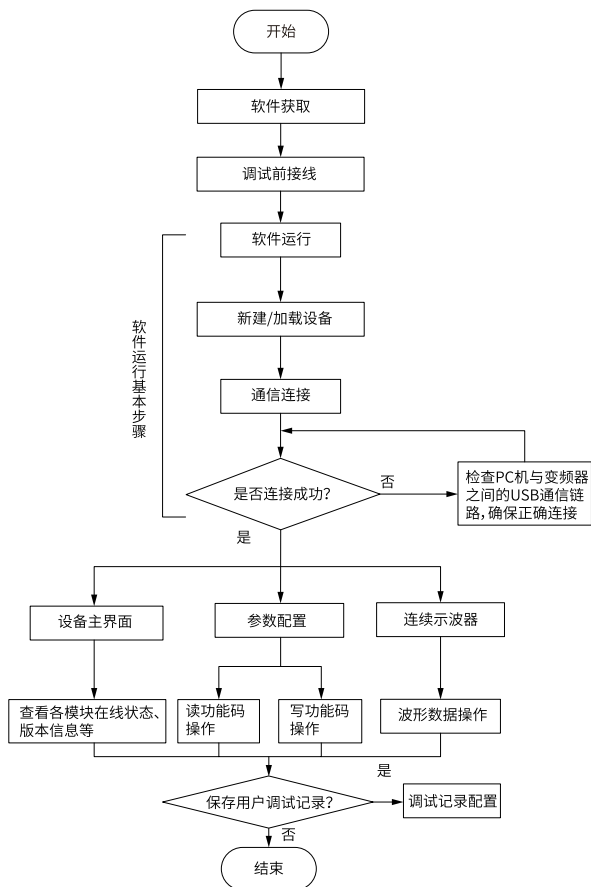 开始
软件获取
调试前接线
软件运行
新建/加载设备
软件运行基本步骤
通信连接
是否连接成功?
否
检查PC机与变频器
之间的USB通信链
路,确保正确连接
是
设备主界面
参数配置
连续示波器
查看各模块在线状态、
版本信息等
读功能码
操作
写功能码
操作
波形数据操作
是
保存用户调试记录?
调试记录配置
否
结束